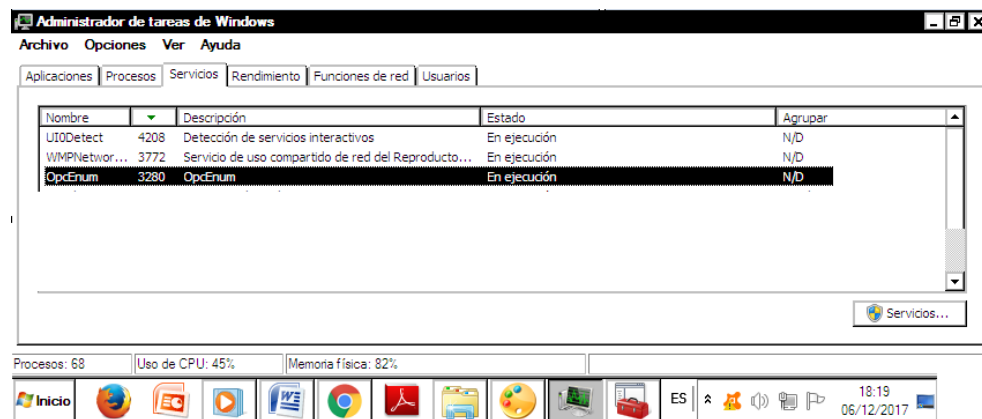 Administrador de tareas de Windows
Archivo Opciones Ver Ayuda
Aplicaciones Procesos Servicios Rendimiento Funciones de red Usuarios
Nombre Descripción Estado Agrupar
UI0Detect 4208 Detección de servicios interactivos En ejecución N/D
WMPNetwor... 3772 Servicio de uso compartido de red del Reproducto... En ejecución N/D
OpcEnum 3280 OpcEnum En ejecución N/D
Servicios...
Procesos: 68 Uso de CPU: 45% Memoria física: 82%
Inicio ES 18:19
06/12/2017